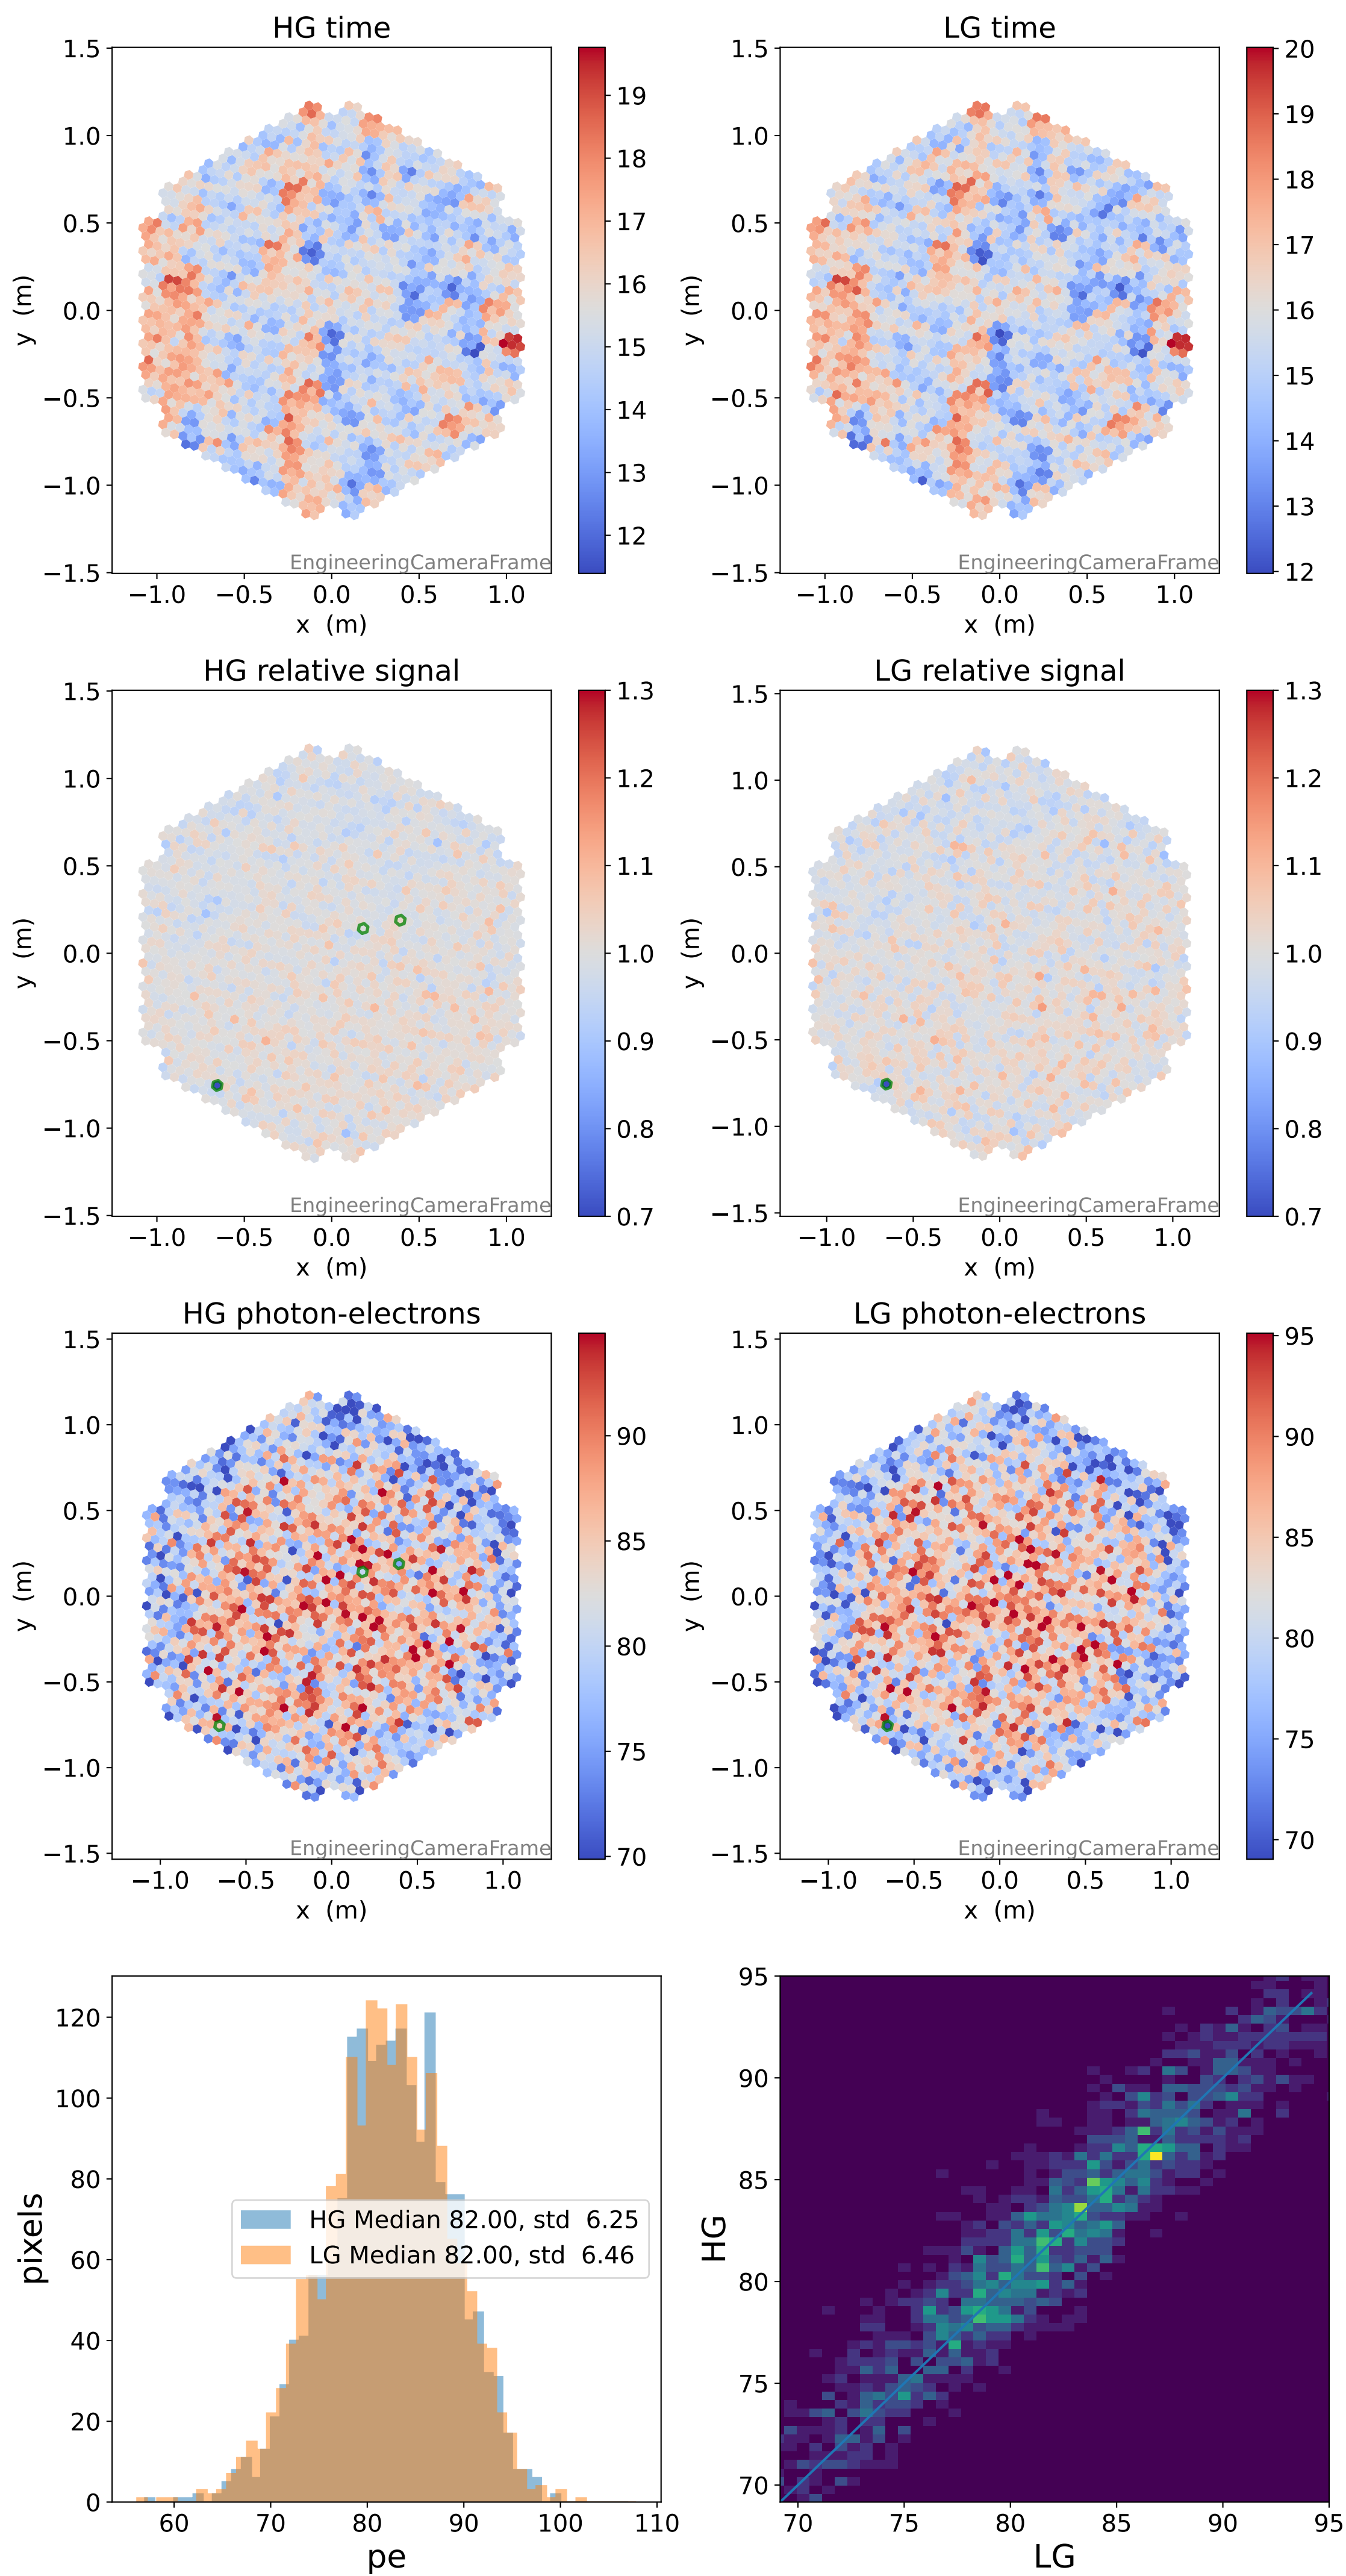 HG time
LG time
1.5
1.0
0.5
0.0
−0.5
−1.0
−1.5
y (m)
−1.0 −0.5 0.0 0.5 1.0
x (m)
EngineeringCameraFrame
19
18
17
16
15
14
13
12
1.5
1.0
0.5
0.0
−0.5
−1.0
−1.5
y (m)
−1.0 −0.5 0.0 0.5 1.0
x (m)
EngineeringCameraFrame
20
19
18
17
16
15
14
13
12
HG relative signal
LG relative signal
1.5
1.0
0.5
0.0
−0.5
−1.0
−1.5
y (m)
−1.0 −0.5 0.0 0.5 1.0
x (m)
EngineeringCameraFrame
1.3
1.2
1.1
1.0
0.9
0.8
0.7
1.5
1.0
0.5
0.0
−0.5
−1.0
−1.5
y (m)
−1.0 −0.5 0.0 0.5 1.0
x (m)
EngineeringCameraFrame
1.3
1.2
1.1
1.0
0.9
0.8
0.7
HG photon-electrons
LG photon-electrons
1.5
1.0
0.5
0.0
−0.5
−1.0
−1.5
y (m)
−1.0 −0.5 0.0 0.5 1.0
x (m)
EngineeringCameraFrame
90
85
80
75
70
1.5
1.0
0.5
0.0
−0.5
−1.0
−1.5
y (m)
−1.0 −0.5 0.0 0.5 1.0
x (m)
EngineeringCameraFrame
95
90
85
80
75
70
120
100
80
60
40
20
0
pixels
HG Median 82.00, std 6.25
LG Median 82.00, std 6.46
60 70 80 90 100 110
pe
95
90
85
80
75
70
HG
70 75 80 85 90 95
LG